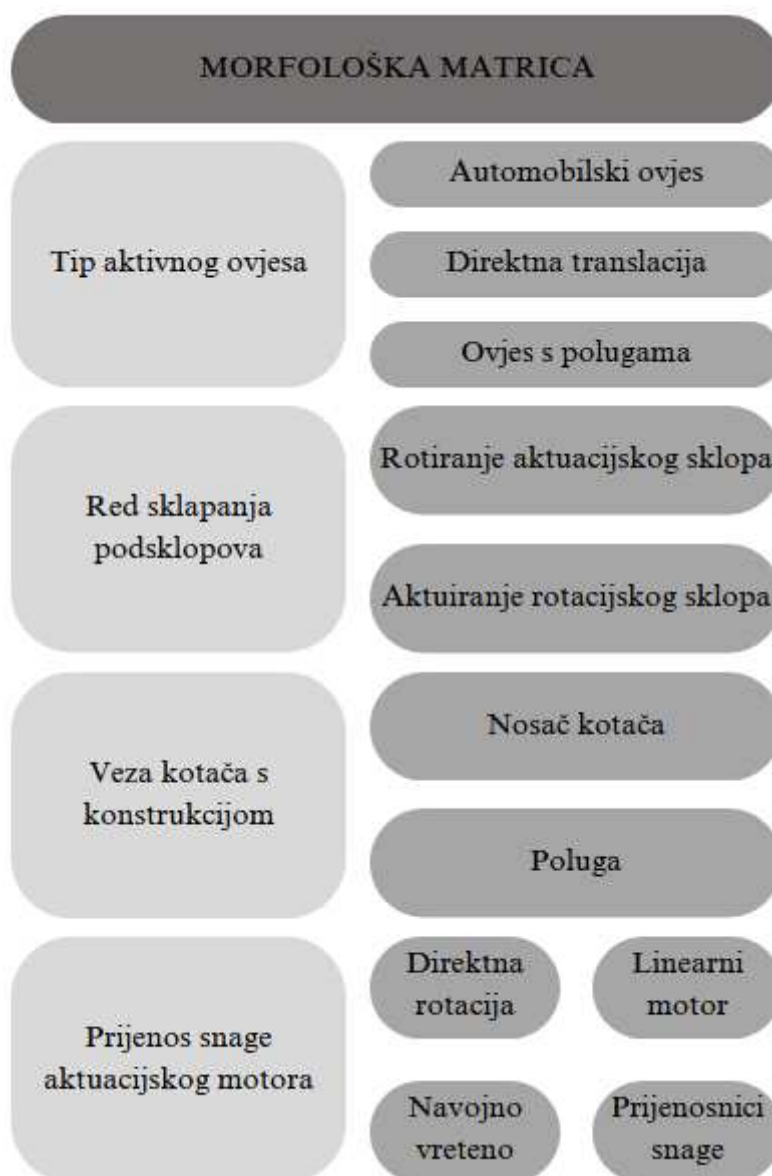 MORFOLOŠKA MATRICA
Tip aktivnog ovjesa
Automobilski ovjes
Direktna translacija
Ovjes s polugama
Red sklapanja
podsklopova
Rotiranje aktuacijskog sklopa
Aktuiranje rotacijskog sklopa
Veza kotača s
konstrukcijom
Nosač kotača
Poluga
Prijenos snage
aktuacijskog motora
Direktna
rotacija
Linearni
motor
Navojno
vreteno
Prijenosnici
snage